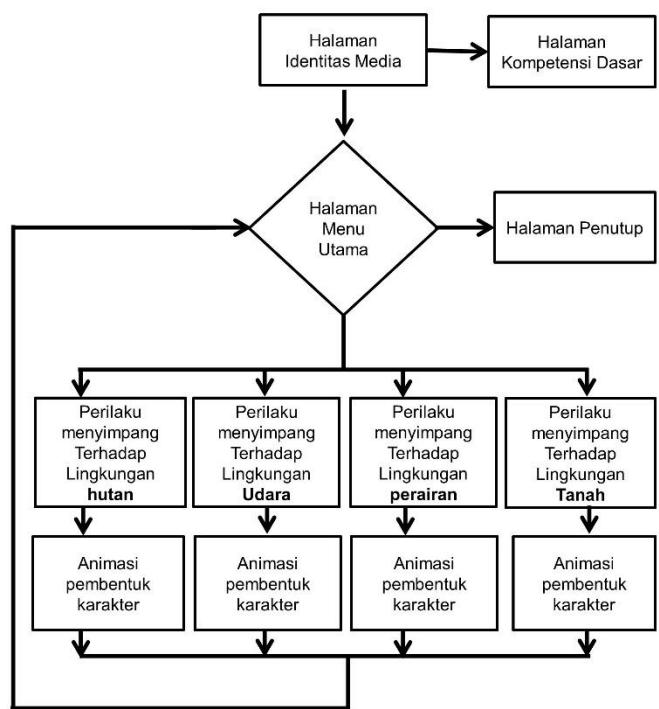 Halaman
Identitas Media
Halaman
Kompetensi Dasar
Halaman
Menu
Utama
Halaman Penutup
Perilaku
menyimpang
Terhadap
Lingkungan
hutan
Perilaku
menyimpang
Terhadap
Lingkungan
Udara
Perilaku
menyimpang
Terhadap
Lingkungan
perairan
Perilaku
menyimpang
Terhadap
Lingkungan
Tanah
Animasi
pembentuk
karakter
Animasi
pembentuk
karakter
Animasi
pembentuk
karakter
Animasi
pembentuk
karakter